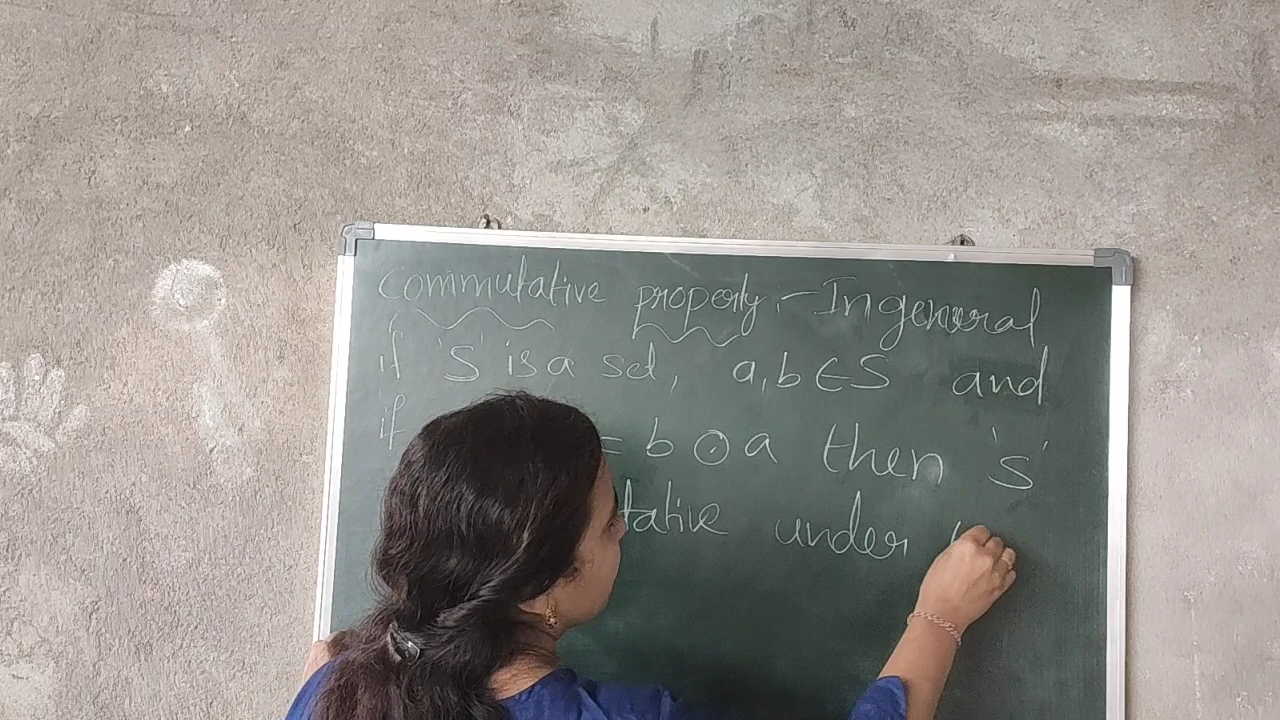 commutative property :- In general
if 'S' is a set, a,b ∈ S and
if = b ⊙ a then 'S'
tative under